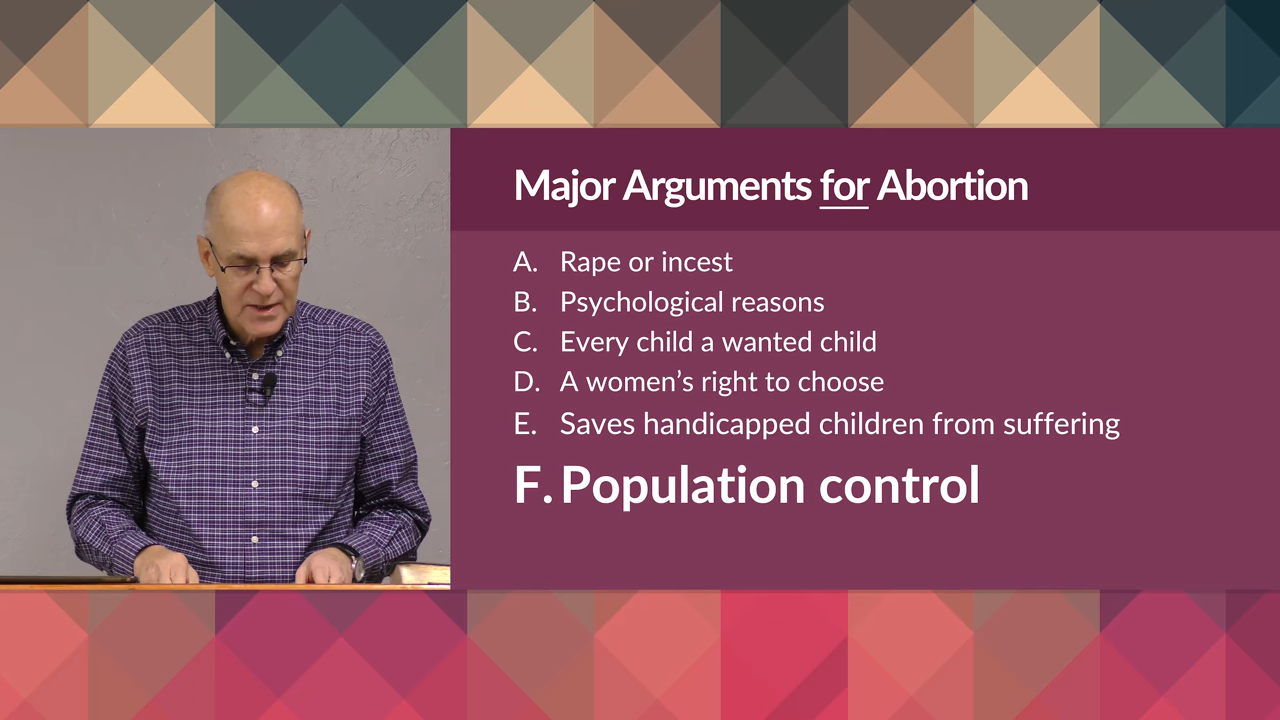 Major Arguments for Abortion
A. Rape or incest
B. Psychological reasons
C. Every child a wanted child
D. A women’s right to choose
E. Saves handicapped children from suffering
F. Population control